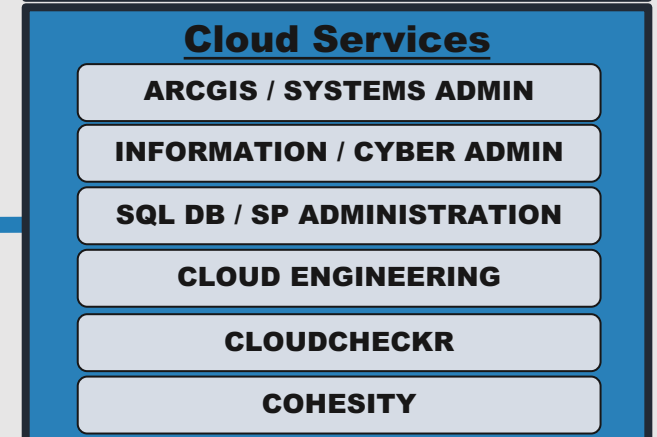 Cloud Services
ARCGIS / SYSTEMS ADMIN
INFORMATION / CYBER ADMIN
SQL DB / SP ADMINISTRATION
CLOUD ENGINEERING
CLOUDCHECKR
COHESITY